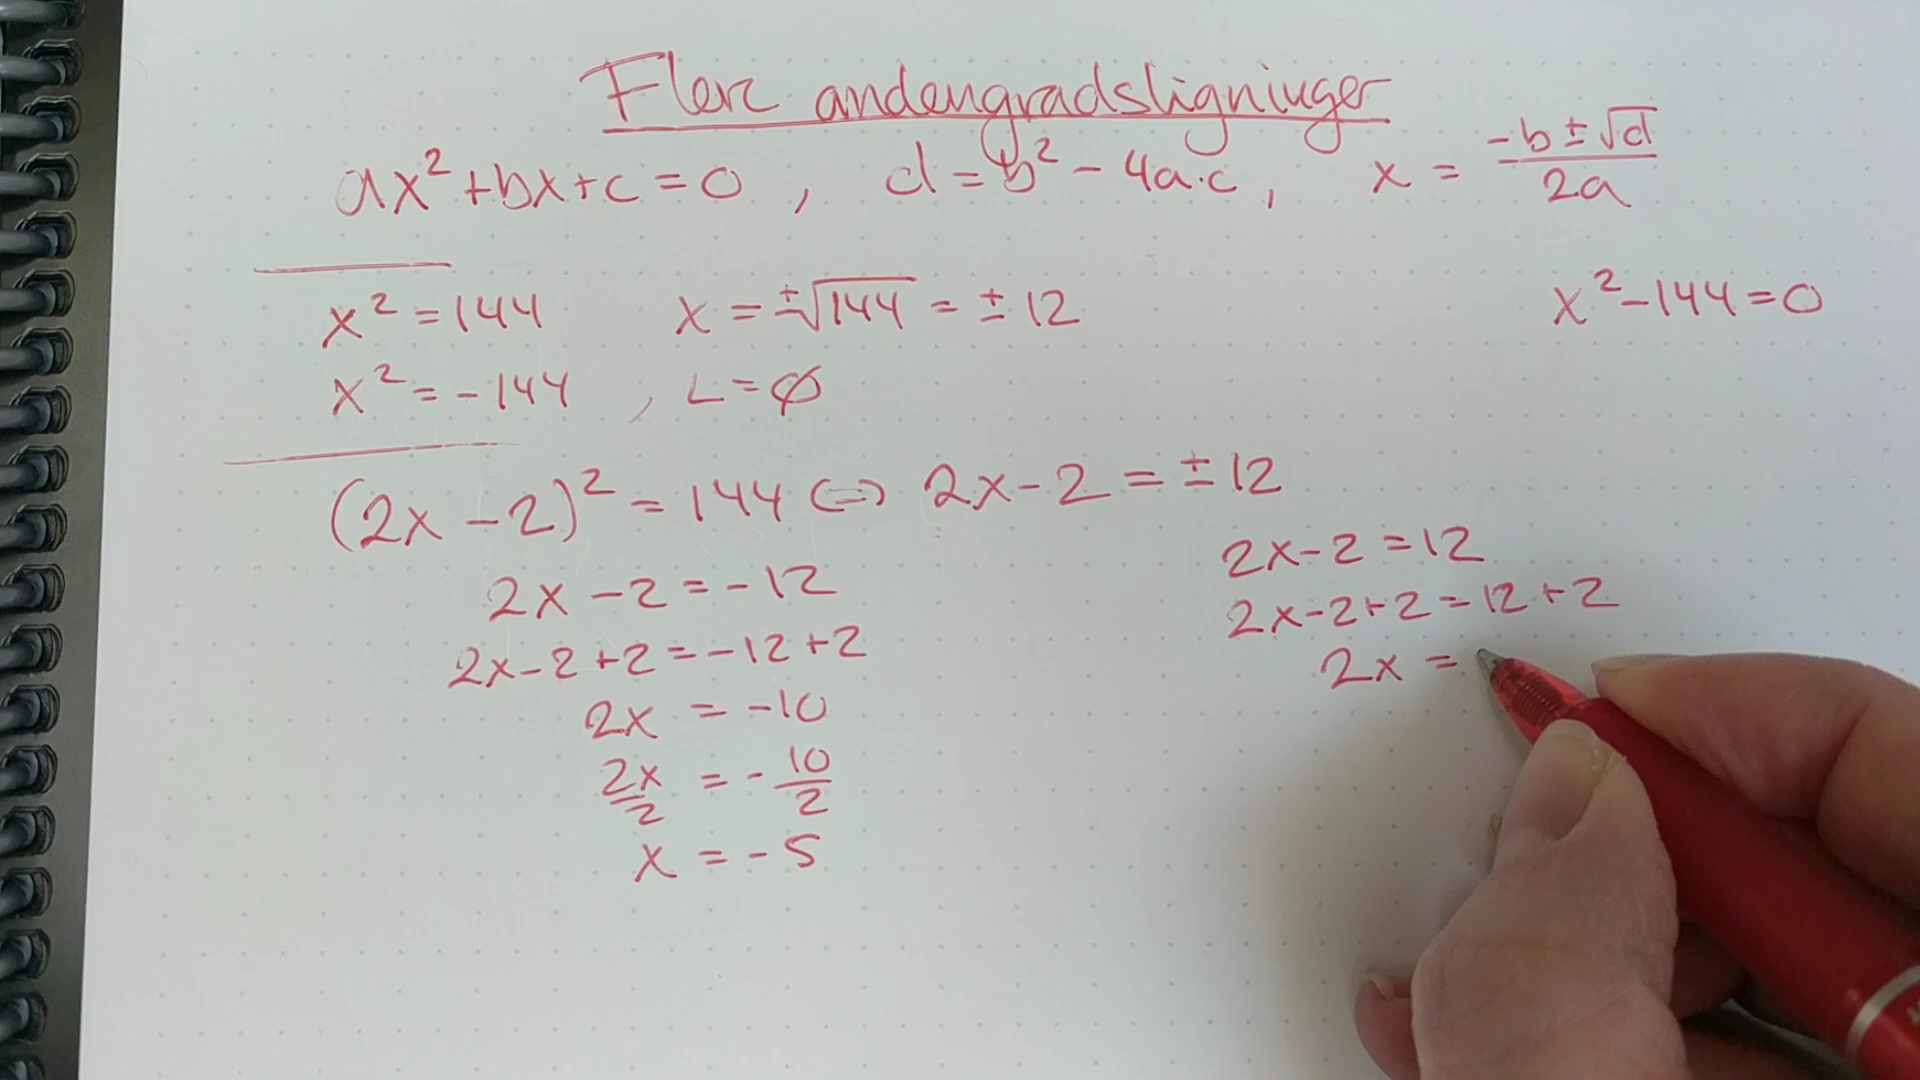 Flere andengradsligninger
ax² + bx + c = 0 , d = b² - 4a·c , x = (-b ± √d)/(2a)
x² = 144 x = ±√144 = ± 12 x² - 144 = 0
x² = -144 , L = ∅
(2x - 2)² = 144 ⇔ 2x - 2 = ± 12
2x - 2 = -12
2x - 2 + 2 = -12 + 2
2x = -10
2x/2 = -10/2
x = -5
2x - 2 = 12
2x - 2 + 2 = 12 + 2
2x =